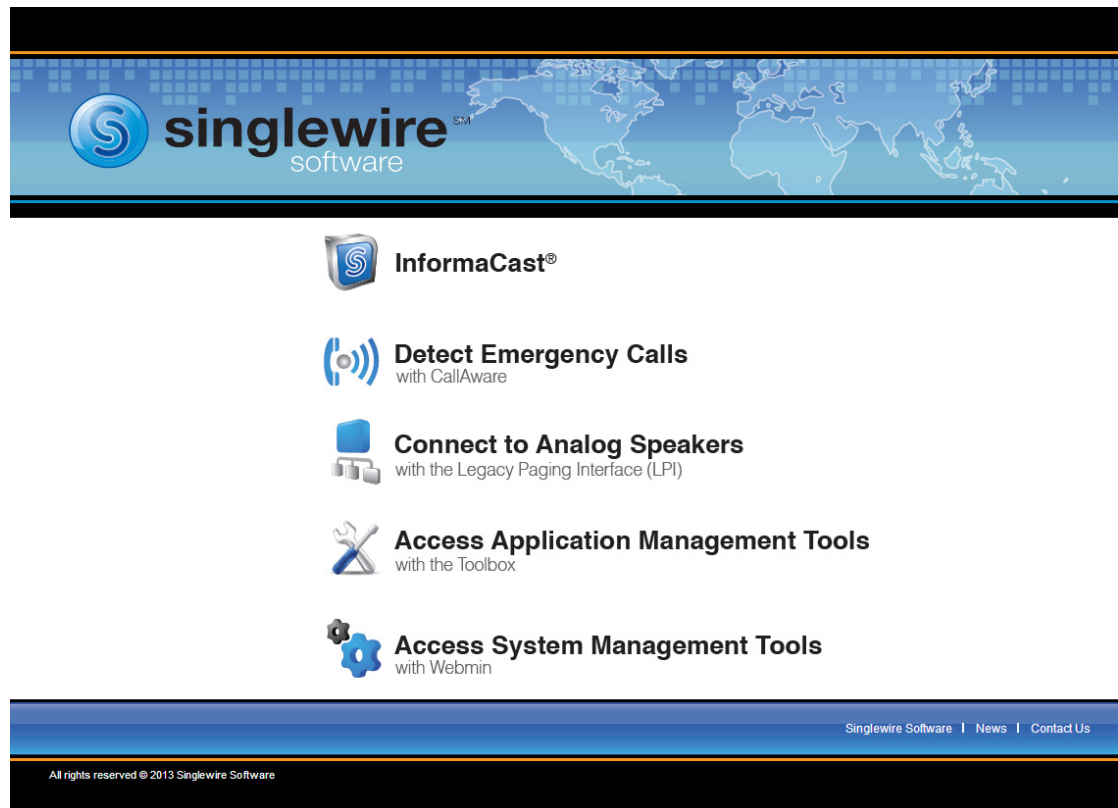 S singlewire SM
software
S InformaCast®
Detect Emergency Calls
with CallAware
Connect to Analog Speakers
with the Legacy Paging Interface (LPI)
Access Application Management Tools
with the Toolbox
Access System Management Tools
with Webmin
Singlewire Software | News | Contact Us
All rights reserved © 2013 Singlewire Software